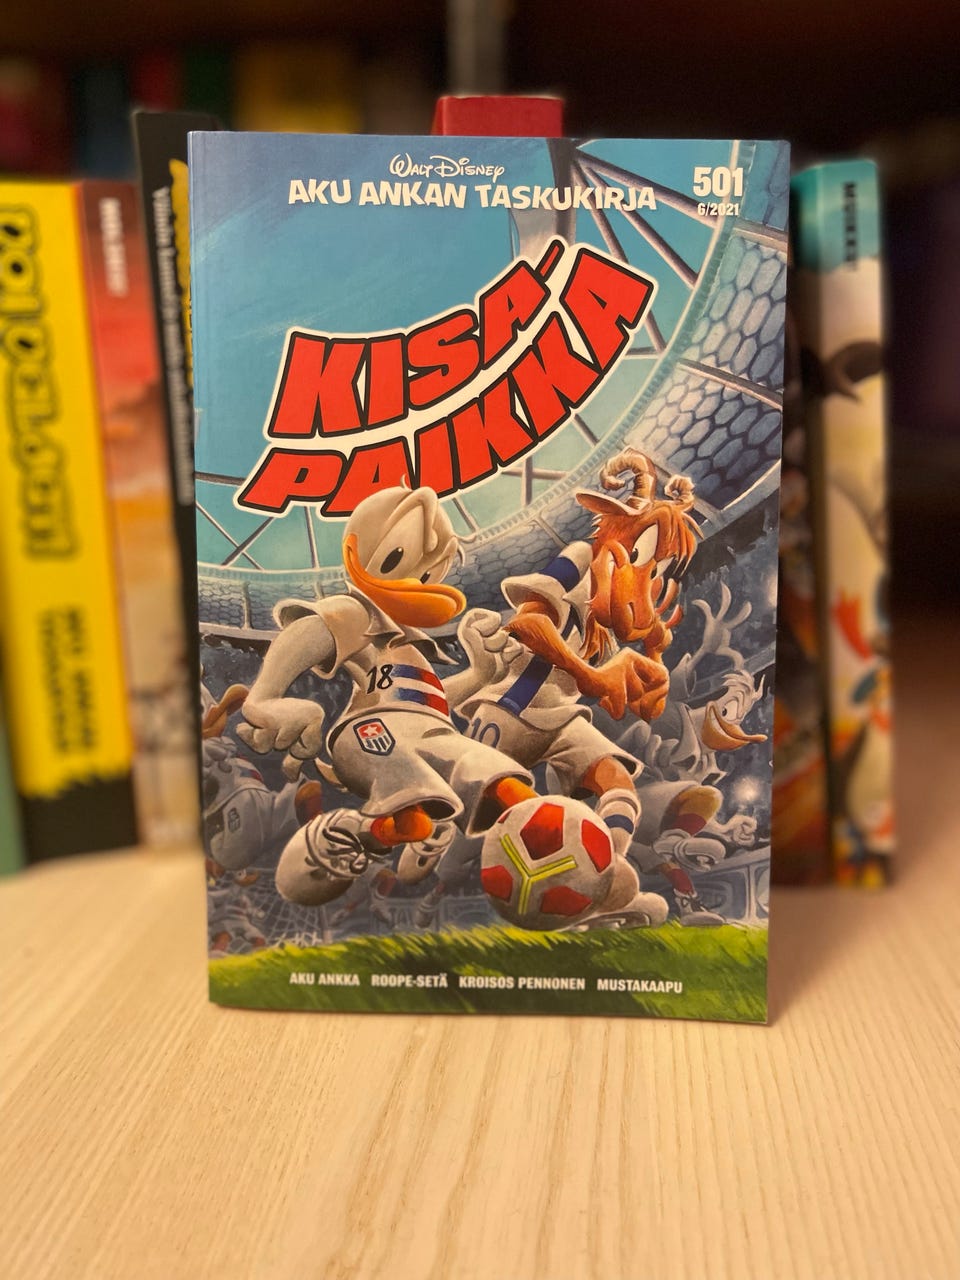 WALT DISNEY
AKU ANKAN TASKUKIRJA
501
6/2021
KISA-
PAIKKA
18
10
AKU ANKKA ROOPE-SETÄ KROISOS PENNONEN MUSTAKAAPU